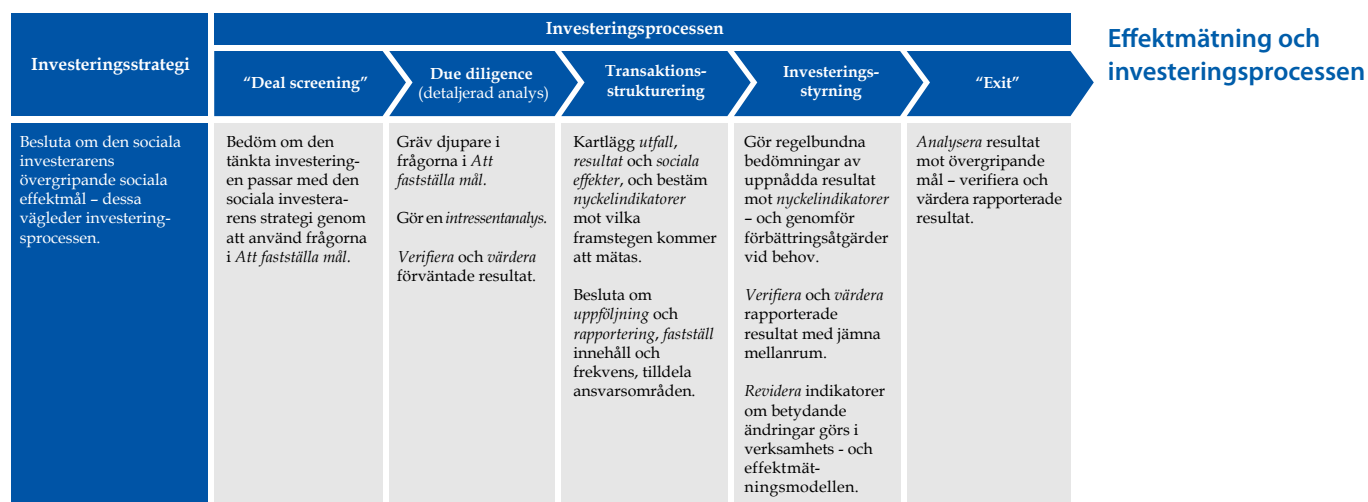 Investeringsprocessen
Effektmätning och
investeringsprocessen
Investeringsstrategi
“Deal screening”
Due diligence
(detaljerad analys)
Transaktions-
strukturering
Investerings-
styrning
“Exit”
Besluta om den sociala
investerarens
övergripande sociala
effektmål – dessa
vägleder investering-
sprocessen.
Bedöm om den
tänkta investering-
en passar med den
sociala investera-
rens strategi genom
att använd frågorna
i Att fastställa mål.
Gräv djupare i
frågorna i Att
fastställa mål.
Gör en intressentanalys.
Verifiera och värdera
förväntade resultat.
Kartlägg utfall,
resultat och sociala
effekter, och bestäm
nyckelindikatorer
mot vilka
framstegen kommer
att mätas.
Besluta om
uppföljning och
rapportering, fastställ
innehåll och
frekvens, tilldela
ansvarsområden.
Gör regelbundna
bedömningar av
uppnådda resultat
mot nyckelindikatorer
– och genomför
förbättringsåtgärder
vid behov.
Verifiera och värdera
rapporterade
resultat med jämna
mellanrum.
Revidera indikatorer
om betydande
ändringar görs i
verksamhets - och
effektmät-
ningsmodellen.
Analysera resultat
mot övergripande
mål – verifiera och
värdera rapporterade
resultat.